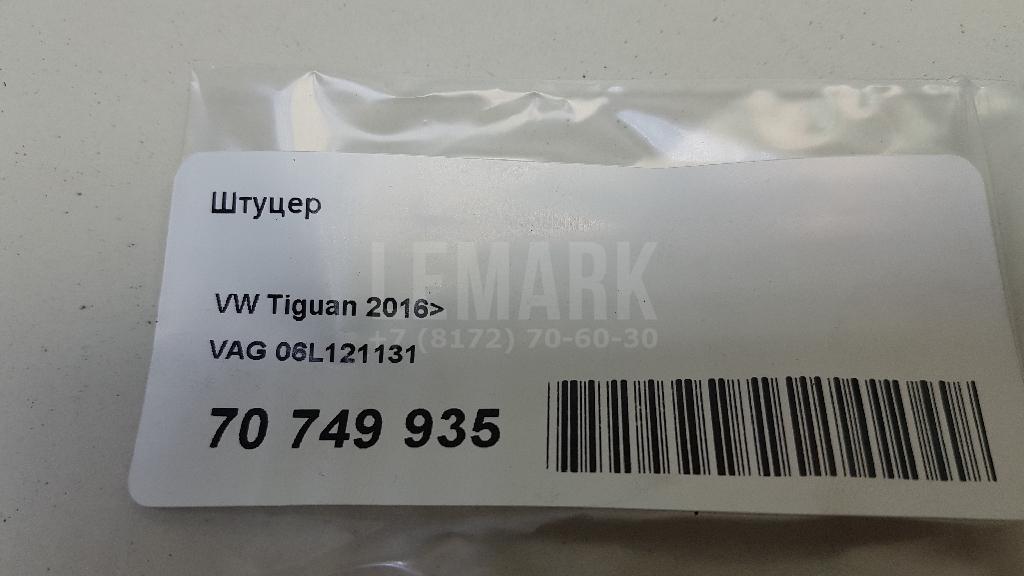 Штуцер
LEMARK
VW Tiguan 2016>
+7 (8172) 70-60-30
VAG 06L121131
70 749 935